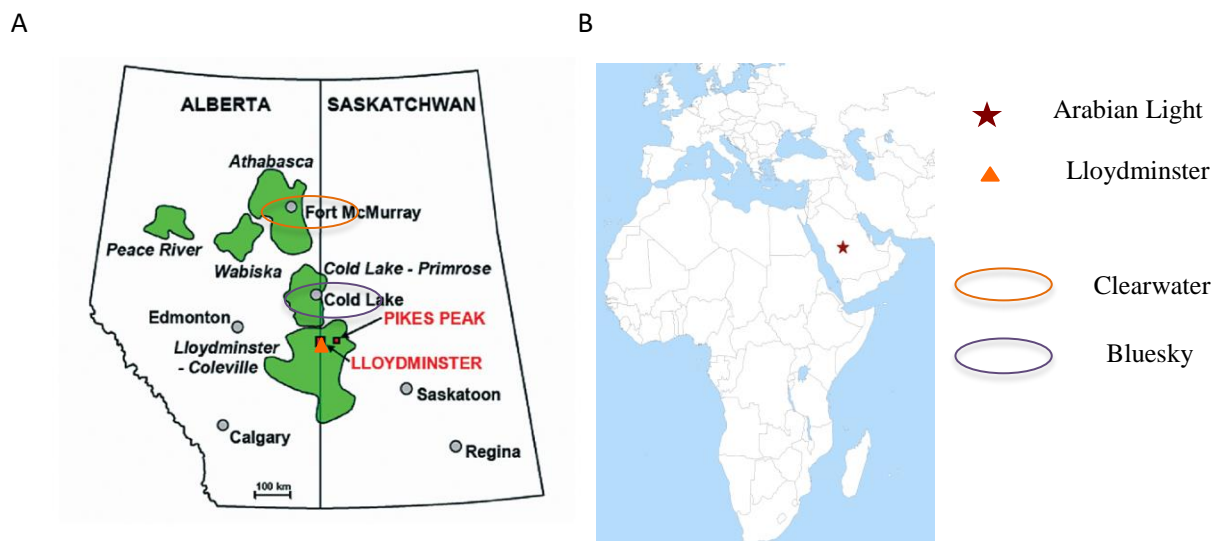 A
B
ALBERTA
SASKATCHWAN
Athabasca
Fort McMurray
Peace River
Wabiska
Cold Lake - Primrose
Cold Lake
PIKES PEAK
Edmonton
Lloydminster
- Coleville
LLOYDMINSTER
Saskatoon
Calgary
Regina
100 km
Arabian Light
Lloydminster
Clearwater
Bluesky